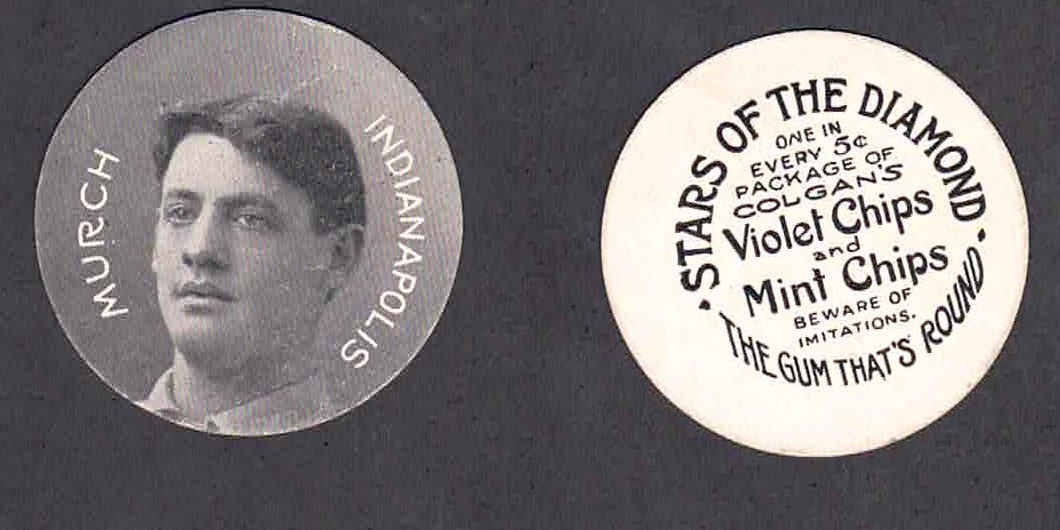 MURCH
INDIANAPOLIS
• STARS OF THE DIAMOND •
ONE IN
EVERY 5¢
PACKAGE OF
COLGAN'S
Violet Chips
and
Mint Chips
BEWARE OF
IMITATIONS.
THE GUM THAT'S ROUND